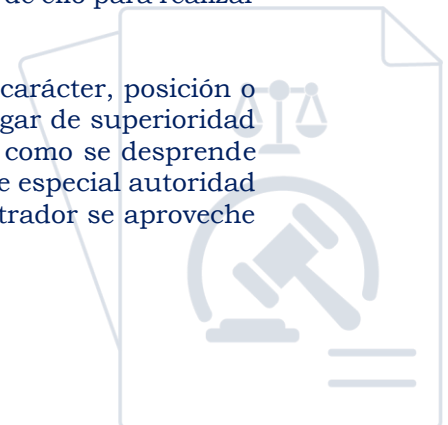 de ello para realizar
carácter, posición o
gar de superioridad
como se desprende
e especial autoridad
trador se aproveche